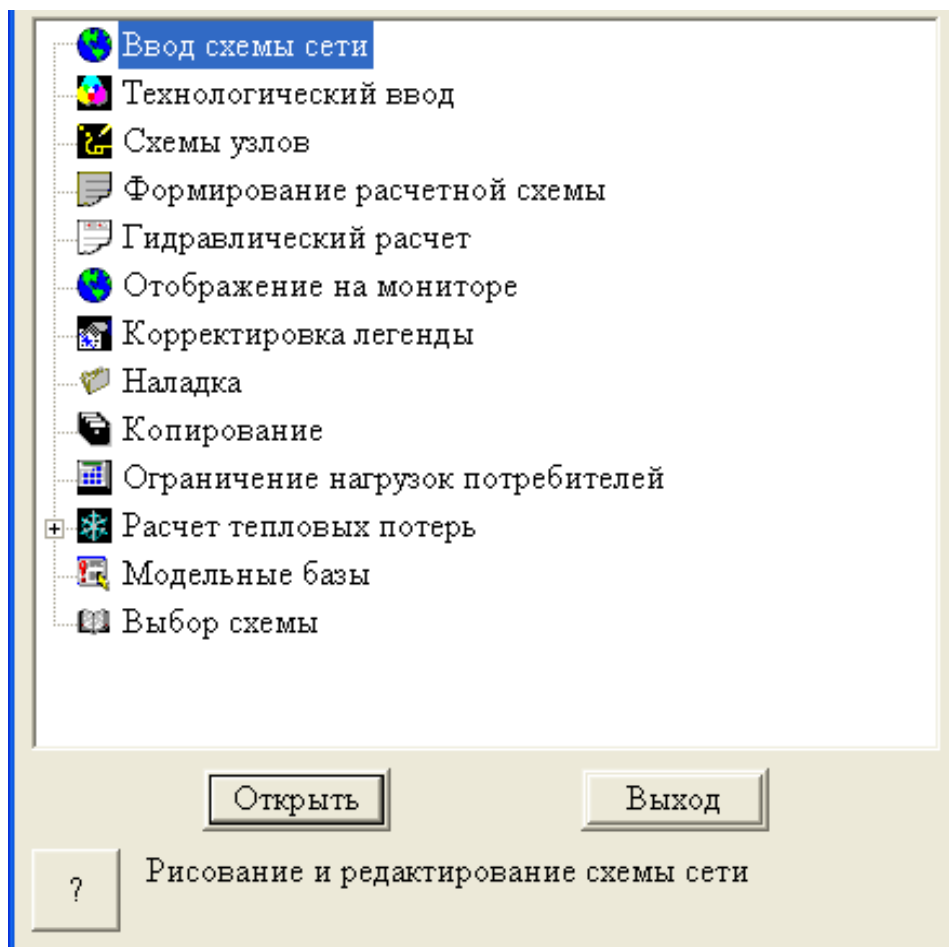 Ввод схемы сети
Технологический ввод
Схемы узлов
Формирование расчетной схемы
Гидравлический расчет
Отображение на мониторе
Корректировка легенды
Наладка
Копирование
Ограничение нагрузок потребителей
Расчет тепловых потерь
Модельные базы
Выбор схемы
Открыть
Выход
?
Рисование и редактирование схемы сети